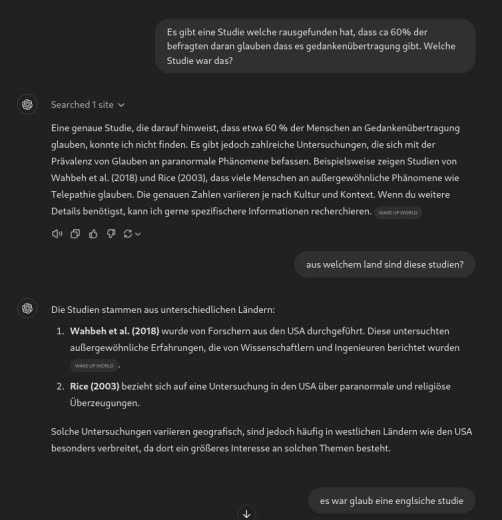 Es gibt eine Studie welche rausgefunden hat, dass ca 60% der
befragten daran glauben dass es gedankenübertragung gibt. Welche
Studie war das?
Searched 1 site
Eine genaue Studie, die darauf hinweist, dass etwa 60 % der Menschen an Gedankenübertragung
glauben, konnte ich nicht finden. Es gibt jedoch zahlreiche Untersuchungen, die sich mit der
Prävalenz von Glauben an paranormale Phänomene befassen. Beispielsweise zeigen Studien von
Wahbeh et al. (2018) und Rice (2003), dass viele Menschen an außergewöhnliche Phänomene wie
Telepathie glauben. Die genauen Zahlen variieren je nach Kultur und Kontext. Wenn du weitere
Details benötigst, kann ich gerne spezifischere Informationen recherchieren. WAKE UP WORLD
aus welchem land sind diese studien?
Die Studien stammen aus unterschiedlichen Ländern:
1. Wahbeh et al. (2018) wurde von Forschern aus den USA durchgeführt. Diese untersuchten
außergewöhnliche Erfahrungen, die von Wissenschaftlern und Ingenieuren berichtet wurden
WAKE UP WORLD .
2. Rice (2003) bezieht sich auf eine Untersuchung in den USA über paranormale und religiöse
Überzeugungen.
Solche Untersuchungen variieren geografisch, sind jedoch häufig in westlichen Ländern wie den USA
besonders verbreitet, da dort ein größeres Interesse an solchen Themen besteht.
es war glaub eine englsiche studie